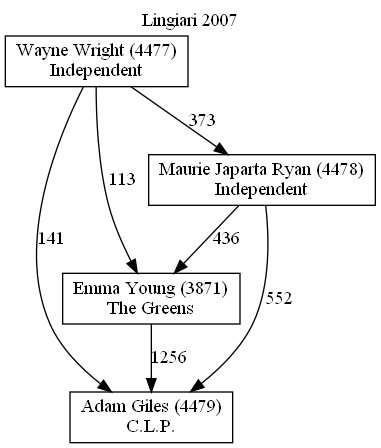 Lingiari 2007
Wayne Wright (4477)
Independent
373
Maurie Japarta Ryan (4478)
Independent
141
113
436
552
Emma Young (3871)
The Greens
1256
Adam Giles (4479)
C.L.P.